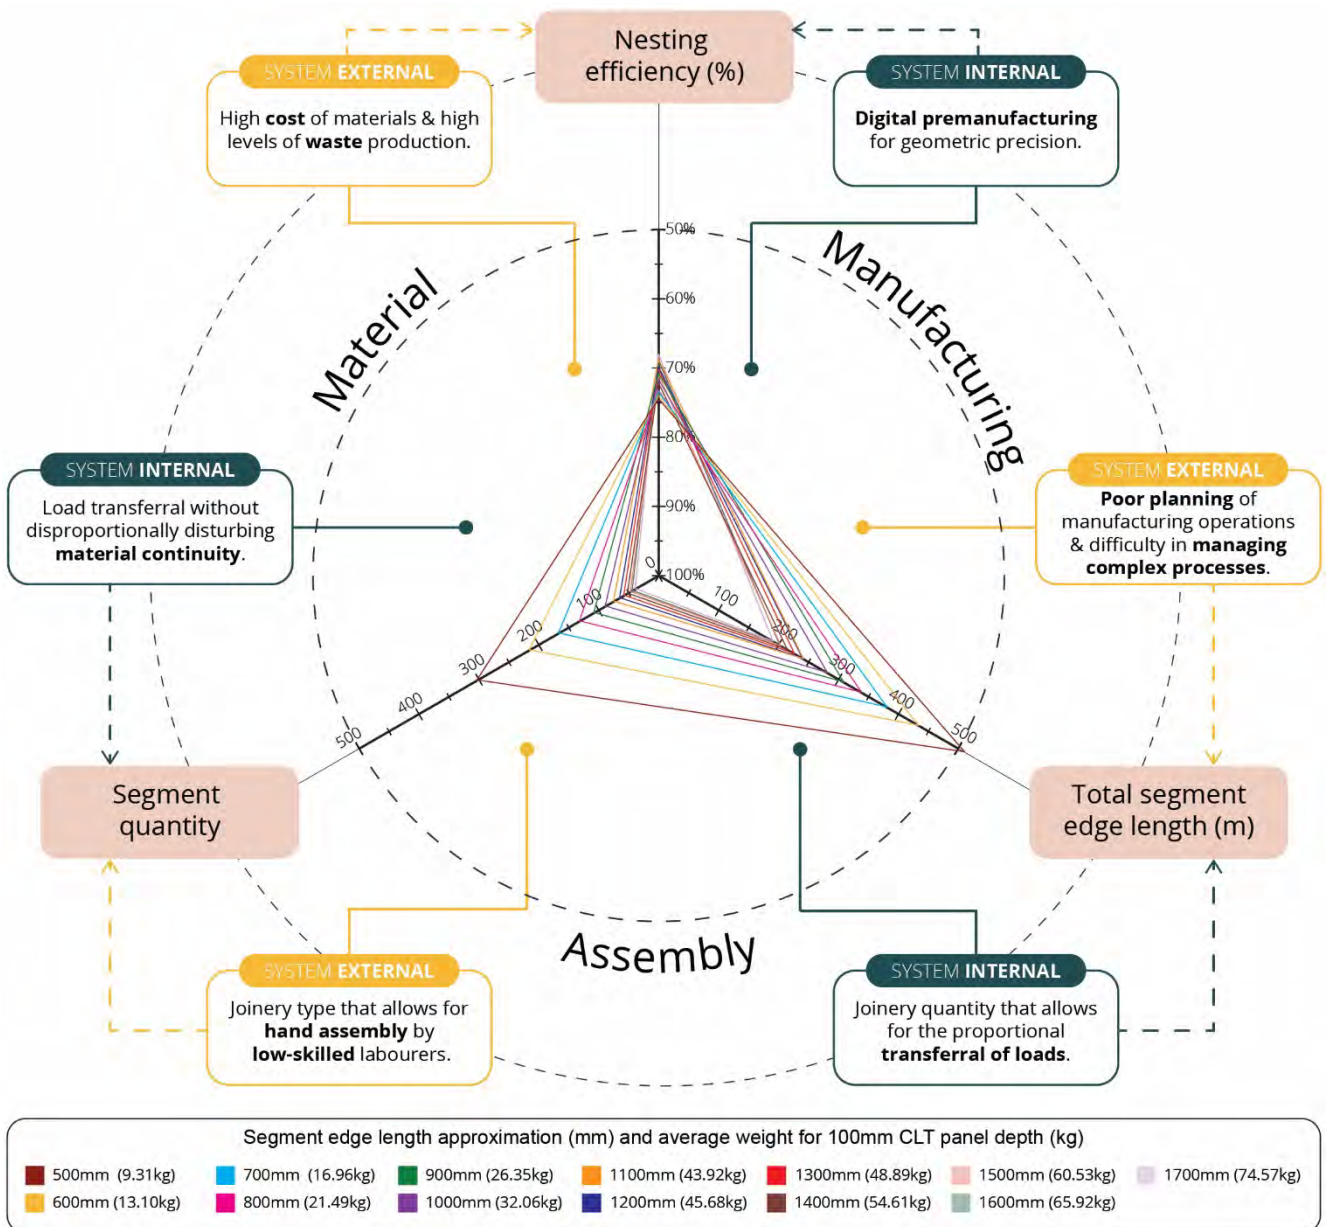 Nesting
efficiency (%)
SYSTEM EXTERNAL
High cost of materials & high
levels of waste production.
SYSTEM INTERNAL
Digital premanufacturing
for geometric precision.
Material
Manufacturing
Assembly
50%
60%
70%
80%
90%
100%
0
100
200
300
400
500
100
200
300
400
500
SYSTEM INTERNAL
Load transferral without
disproportionally disturbing
material continuity.
SYSTEM EXTERNAL
Poor planning of
manufacturing operations
& difficulty in managing
complex processes.
Segment
quantity
Total segment
edge length (m)
SYSTEM EXTERNAL
Joinery type that allows for
hand assembly by
low-skilled labourers.
SYSTEM INTERNAL
Joinery quantity that allows
for the proportional
transferral of loads.
Segment edge length approximation (mm) and average weight for 100mm CLT panel depth (kg)
500mm (9.31kg) 700mm (16.96kg) 900mm (26.35kg) 1100mm (43.92kg) 1300mm (48.89kg) 1500mm (60.53kg) 1700mm (74.57kg)
600mm (13.10kg) 800mm (21.49kg) 1000mm (32.06kg) 1200mm (45.68kg) 1400mm (54.61kg) 1600mm (65.92kg)